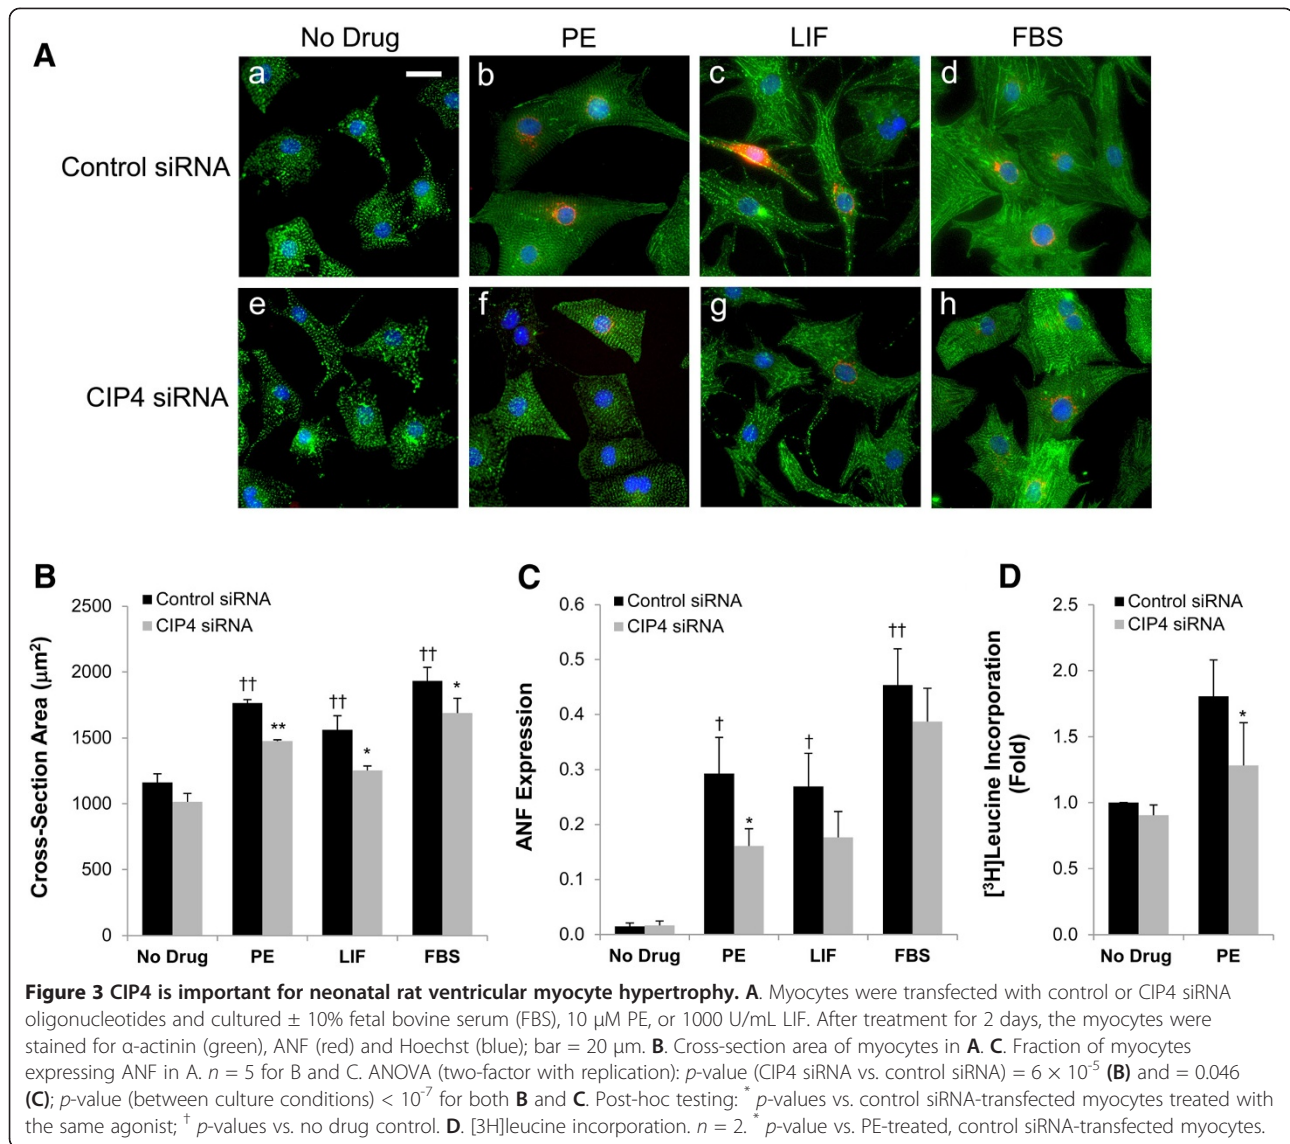 A
No Drug PE LIF FBS
Control siRNA
a b c d
CIP4 siRNA
e f g h
B
Cross-Section Area (μm²)
2500
2000
1500
1000
500
0
Control siRNA
CIP4 siRNA
††
**
††
*
††
*
No Drug PE LIF FBS
C
ANF Expression
0.6
0.5
0.4
0.3
0.2
0.1
0.0
Control siRNA
CIP4 siRNA
†
*
†
††
No Drug PE LIF FBS
D
[³H]Leucine Incorporation
(Fold)
2.5
2.0
1.5
1.0
0.5
0.0
Control siRNA
CIP4 siRNA
*
No Drug PE
Figure 3 CIP4 is important for neonatal rat ventricular myocyte hypertrophy. A. Myocytes were transfected with control or CIP4 siRNA
oligonucleotides and cultured ± 10% fetal bovine serum (FBS), 10 μM PE, or 1000 U/mL LIF. After treatment for 2 days, the myocytes were
stained for α-actinin (green), ANF (red) and Hoechst (blue); bar = 20 μm. B. Cross-section area of myocytes in A. C. Fraction of myocytes
expressing ANF in A. n = 5 for B and C. ANOVA (two-factor with replication): p-value (CIP4 siRNA vs. control siRNA) = 6 × 10⁻⁵ (B) and = 0.046
(C); p-value (between culture conditions) < 10⁻⁷ for both B and C. Post-hoc testing: * p-values vs. control siRNA-transfected myocytes treated with
the same agonist; † p-values vs. no drug control. D. [3H]leucine incorporation. n = 2. * p-value vs. PE-treated, control siRNA-transfected myocytes.